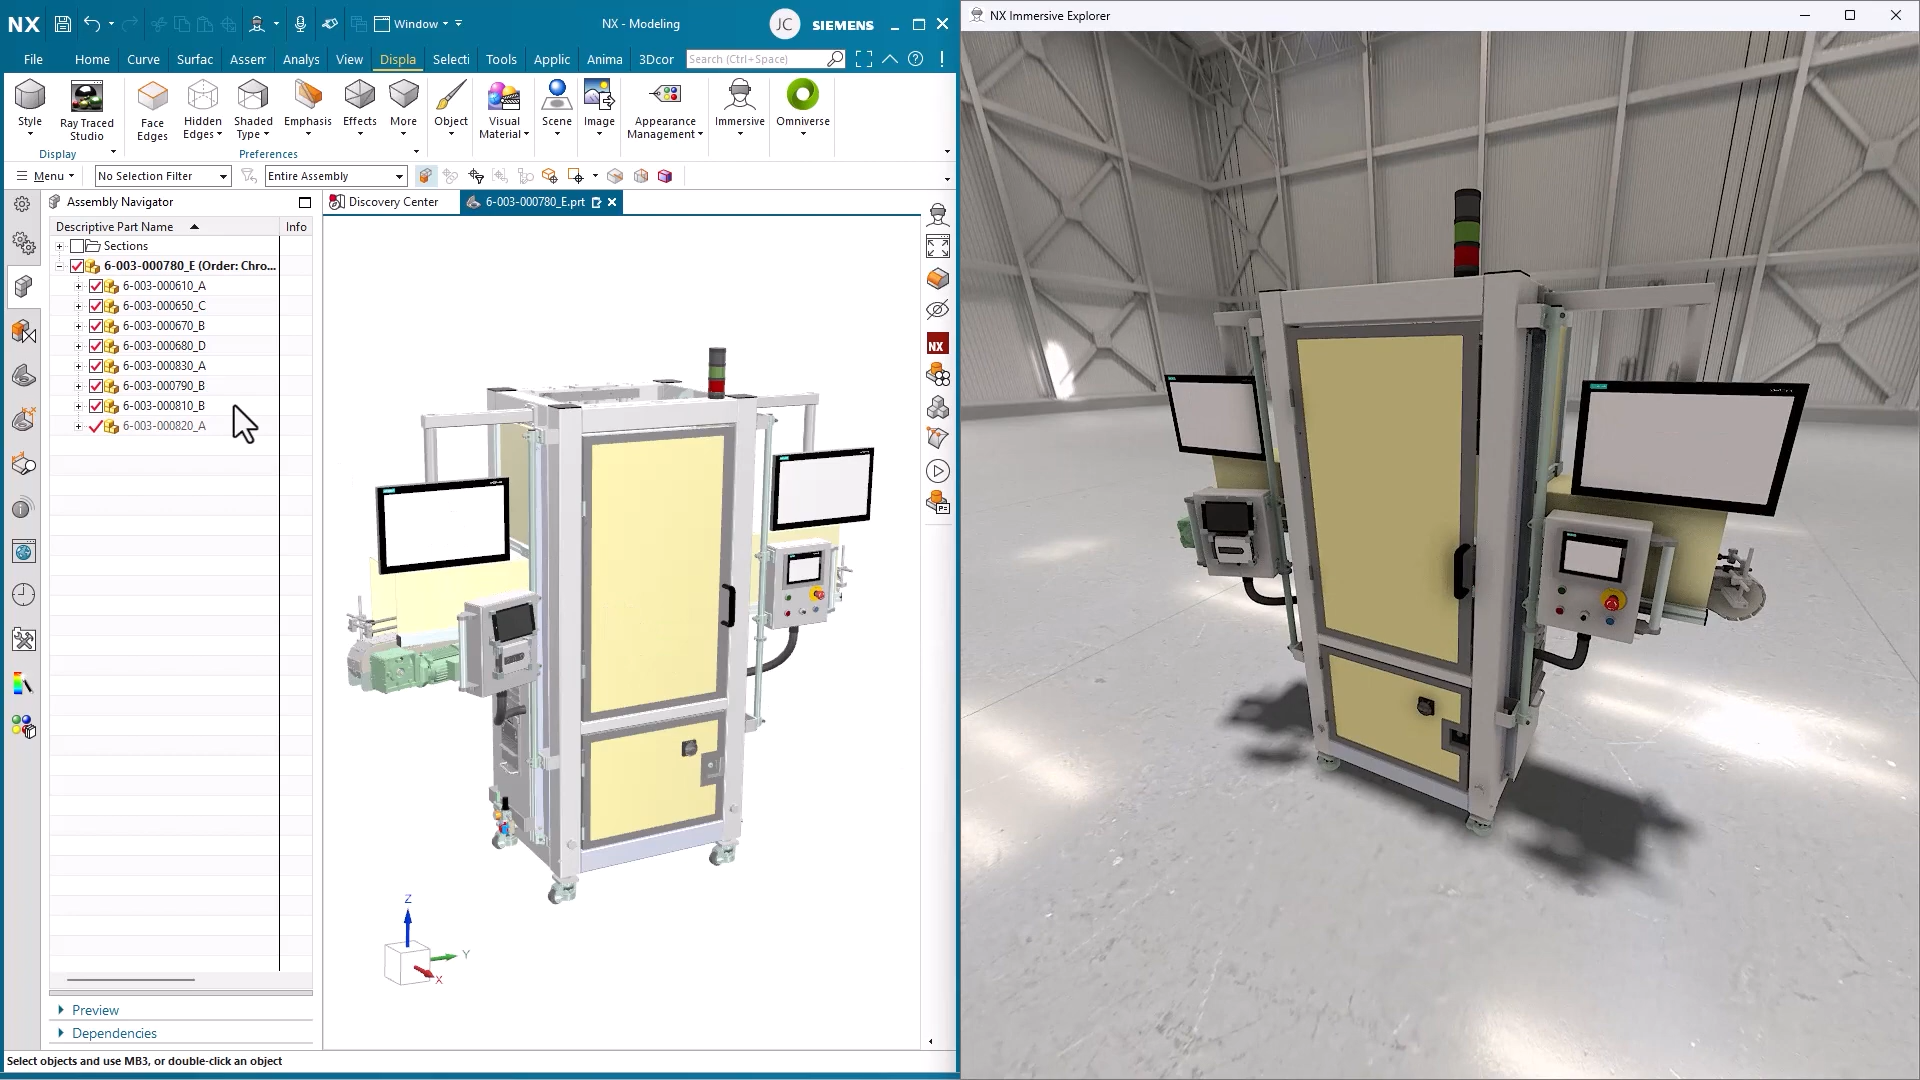 NX
Window
NX - Modeling
JC
SIEMENS
NX Immersive Explorer
File
Home
Curve
Surfac
Assem
Analys
View
Displa
Selecti
Tools
Applic
Anima
3Dcor
Search (Ctrl+Space)
Style
Ray Traced
Studio
Face
Edges
Hidden
Edges
Shaded
Type
Emphasis
Effects
More
Object
Visual
Material
Scene
Image
Appearance
Management
Immersive
Omniverse
Display
Preferences
Menu
No Selection Filter
Entire Assembly
Assembly Navigator
Discovery Center
6-003-000780_E.prt
Descriptive Part Name
Info
Sections
6-003-000780_E (Order: Chro...
6-003-000610_A
6-003-000650_C
6-003-000670_B
6-003-000680_D
6-003-000830_A
6-003-000790_B
6-003-000810_B
6-003-000820_A
NX
Z
Y
X
Preview
Dependencies
Select objects and use MB3, or double-click an object